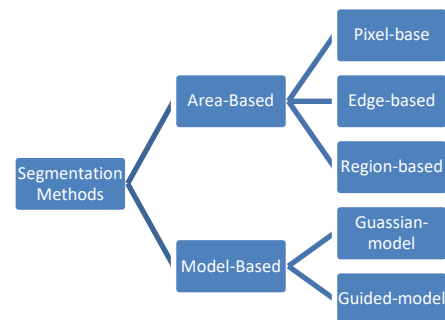 Segmentation
Methods
Area-Based
Pixel-base
Edge-based
Region-based
Model-Based
Guassian-
model
Guided-model